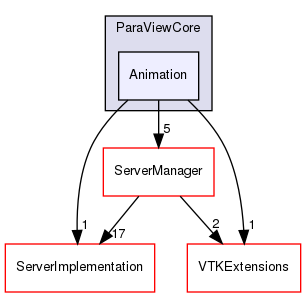 ParaViewCore
Animation
5
ServerManager
1
17
2
1
ServerImplementation
VTKExtensions